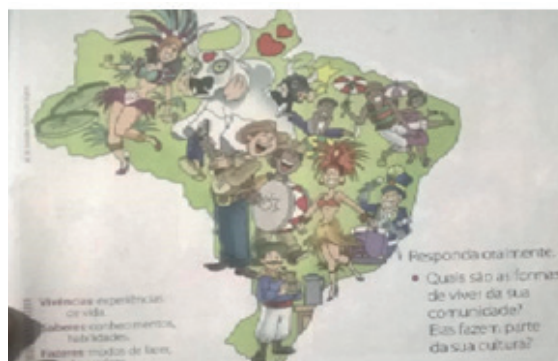 Responda oralmente.
• Quais são as formas
de viver da sua
comunidade?
Elas fazem parte
da sua cultura?
Vivências experiências
de vida.
Saberes conhecimentos,
habilidades.
Fazeres modos de fazer,